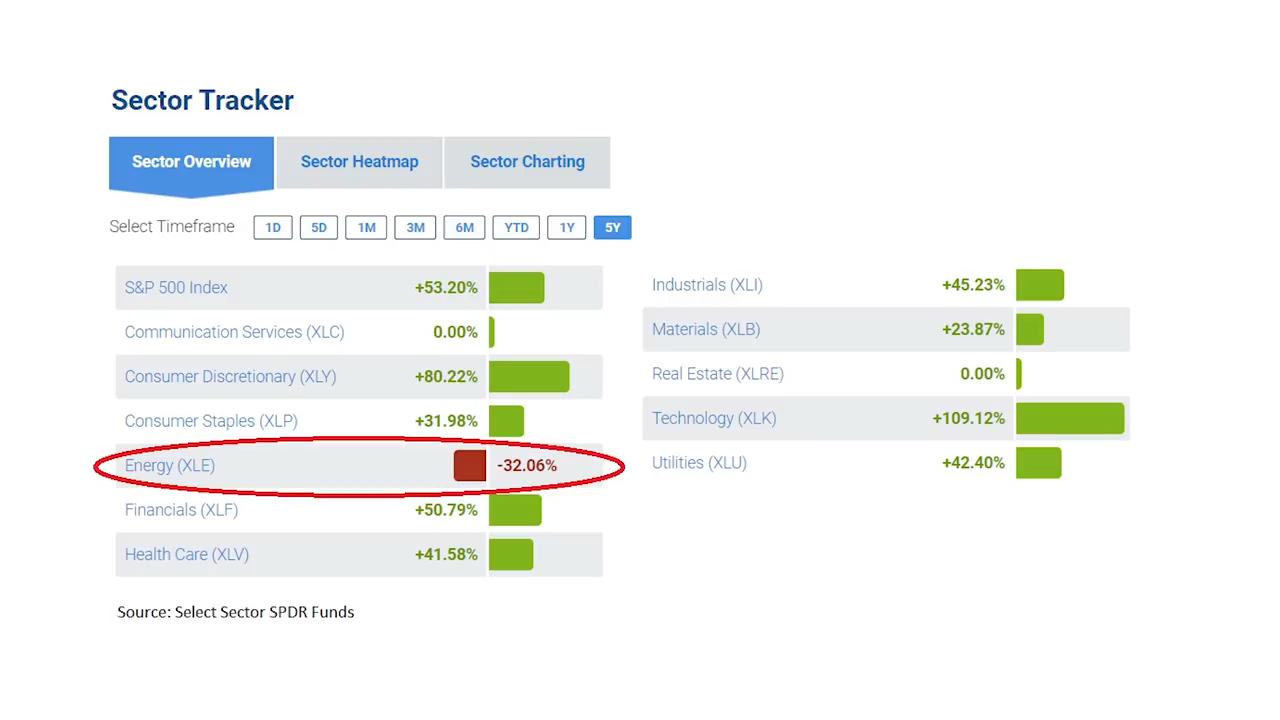 Sector Tracker
Sector Overview
Sector Heatmap
Sector Charting
Select Timeframe 1D 5D 1M 3M 6M YTD 1Y 5Y
S&P 500 Index +53.20%
Communication Services (XLC) 0.00%
Consumer Discretionary (XLY) +80.22%
Consumer Staples (XLP) +31.98%
Energy (XLE) -32.06%
Financials (XLF) +50.79%
Health Care (XLV) +41.58%
Industrials (XLI) +45.23%
Materials (XLB) +23.87%
Real Estate (XLRE) 0.00%
Technology (XLK) +109.12%
Utilities (XLU) +42.40%
Source: Select Sector SPDR Funds